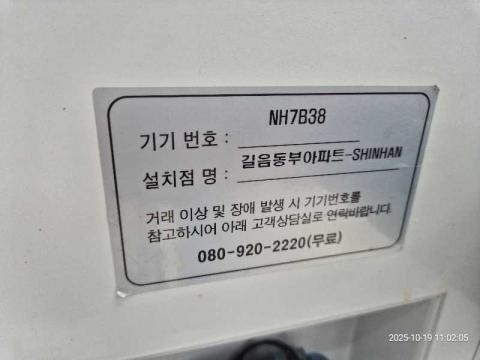 NH7B38
기기 번호 :
길음동부아파트-SHINHAN
설치점 명 :
거래 이상 및 장애 발생 시 기기번호를
참고하시어 아래 고객상담실로 연락바랍니다.
080-920-2220(무료)
2025-10-19 11:02:05